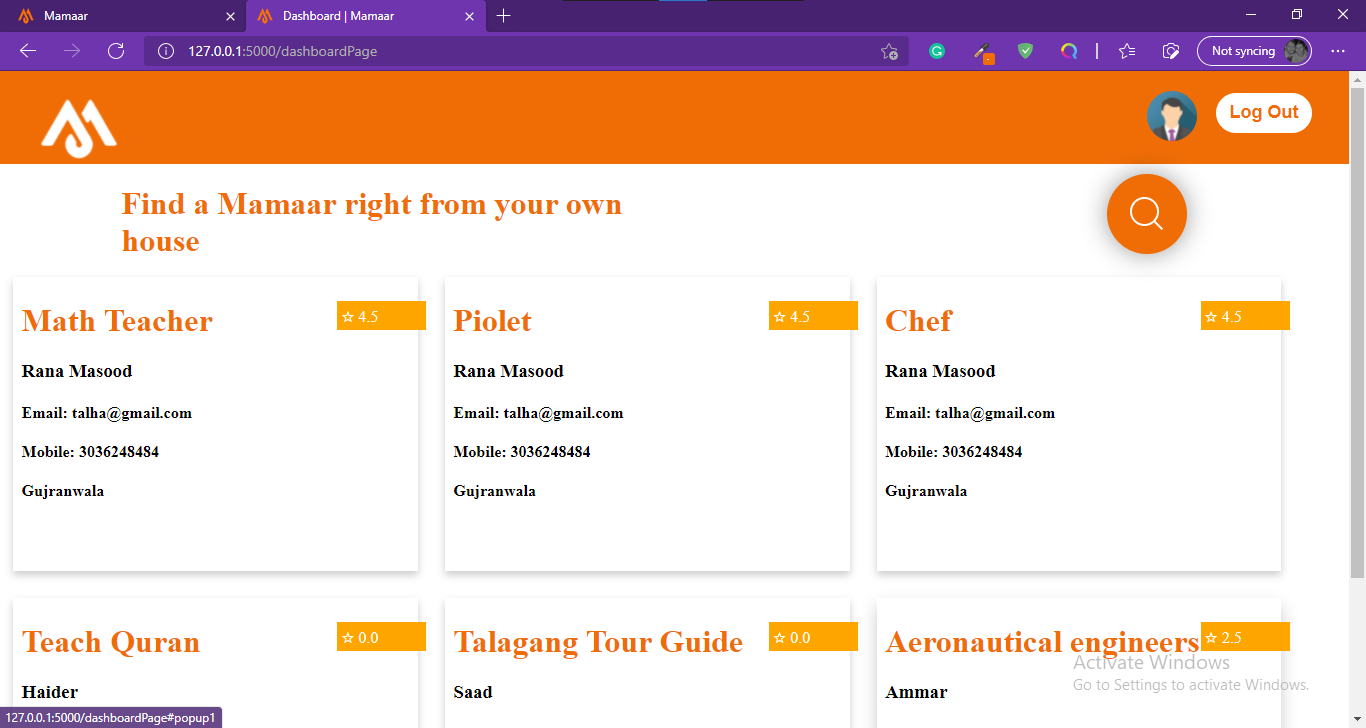 Mamaar
Dashboard | Mamaar
127.0.0.1:5000/dashboardPage
Not syncing
Log Out
Find a Mamaar right from your own
house
Math Teacher
☆ 4.5
Rana Masood
Email: talha@gmail.com
Mobile: 3036248484
Gujranwala
Piolet
☆ 4.5
Rana Masood
Email: talha@gmail.com
Mobile: 3036248484
Gujranwala
Chef
☆ 4.5
Rana Masood
Email: talha@gmail.com
Mobile: 3036248484
Gujranwala
Teach Quran
☆ 0.0
Haider
Talagang Tour Guide
☆ 0.0
Saad
Aeronautical engineers
☆ 2.5
Ammar
Activate Windows
Go to Settings to activate Windows.
127.0.0.1:5000/dashboardPage#popup1